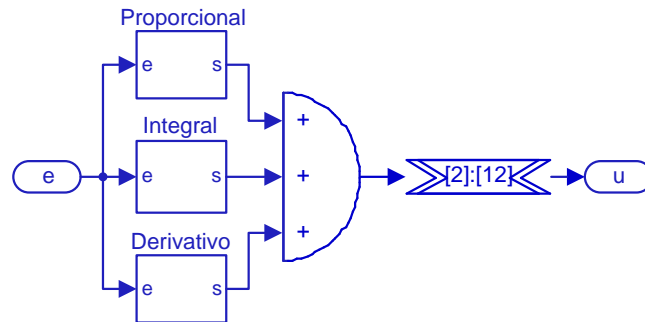 Proporcional
e s
+
Integral
e
e s
+
[2]:[12]
u
Derivativo
+
e s